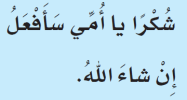 شُكْرًا يا أُمِّي سَأَفْعَلُ
إِنْ شاءَ اللهُ.